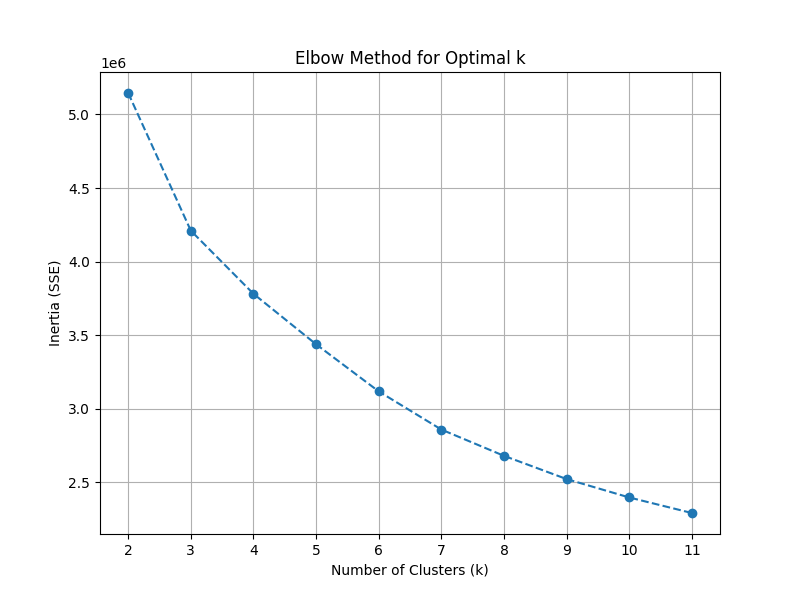 Elbow Method for Optimal k
1e6
5.0
4.5
4.0
3.5
3.0
2.5
Inertia (SSE)
2 3 4 5 6 7 8 9 10 11
Number of Clusters (k)